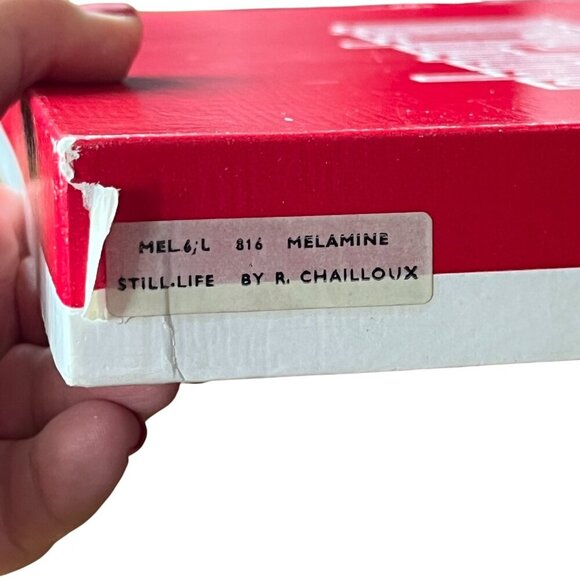 MEL.6;L 816 MELAMINE
STILL-LIFE BY R. CHAILLOUX